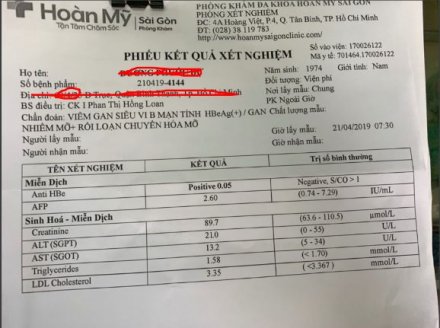 Hoàn Mỹ SÀI GÒN
Phòng Khám
Tận Tâm Chăm Sóc
PHÒNG KHÁM ĐA KHOA HOÀN MỸ SÀI GÒN
PHÒNG XÉT NGHIỆM
ĐC: 4A Hoàng Việt, P.4, Q. Tân Bình, TP. Hồ Chí Minh
ĐT: (028) 38 119 783
www.hoanmysaigonclinic.com
PHIẾU KẾT QUẢ XÉT NGHIỆM
Số vào viện: 170026122
Mã y tế: 701464.170026122
Họ tên:
Năm sinh: 1974 Giới tính: Nam
Số bệnh phẩm: 210419-4144
Đối tượng: Viện phí
Địa chỉ:
Nơi lấy mẫu: Chung
BS điều trị: CK I Phan Thị Hồng Loan
PK Ngoài Giờ
Chẩn đoán: VIÊM GAN SIÊU VI B MẠN TÍNH HBeAg(+) / GAN Chất lượng mẫu:
NHIỄM MỠ+ RỐI LOẠN CHUYỂN HÓA MỠ
Người lấy mẫu:
Giờ lấy mẫu: 21/04/2019 07:30
Người nhận mẫu:
Giờ nhận mẫu:
TÊN XÉT NGHIỆM KẾT QUẢ Trị số bình thường
Miễn Dịch
Anti HBe Positive 0.05 Negative, S/CO > 1
AFP 2.60 (0.74 - 7.29) IU/mL
Sinh Hoá - Miễn Dịch
Creatinine 89.7 (63.6 - 110.5) µmol/L
ALT (SGPT) 21.0 (0 - 55) U/L
AST (SGOT) 13.2 (5 - 34) U/L
Triglycerides 1.58 (< 1.70) mmol/L
LDL Cholesterol 3.35 (<3.367 ) mmol/L